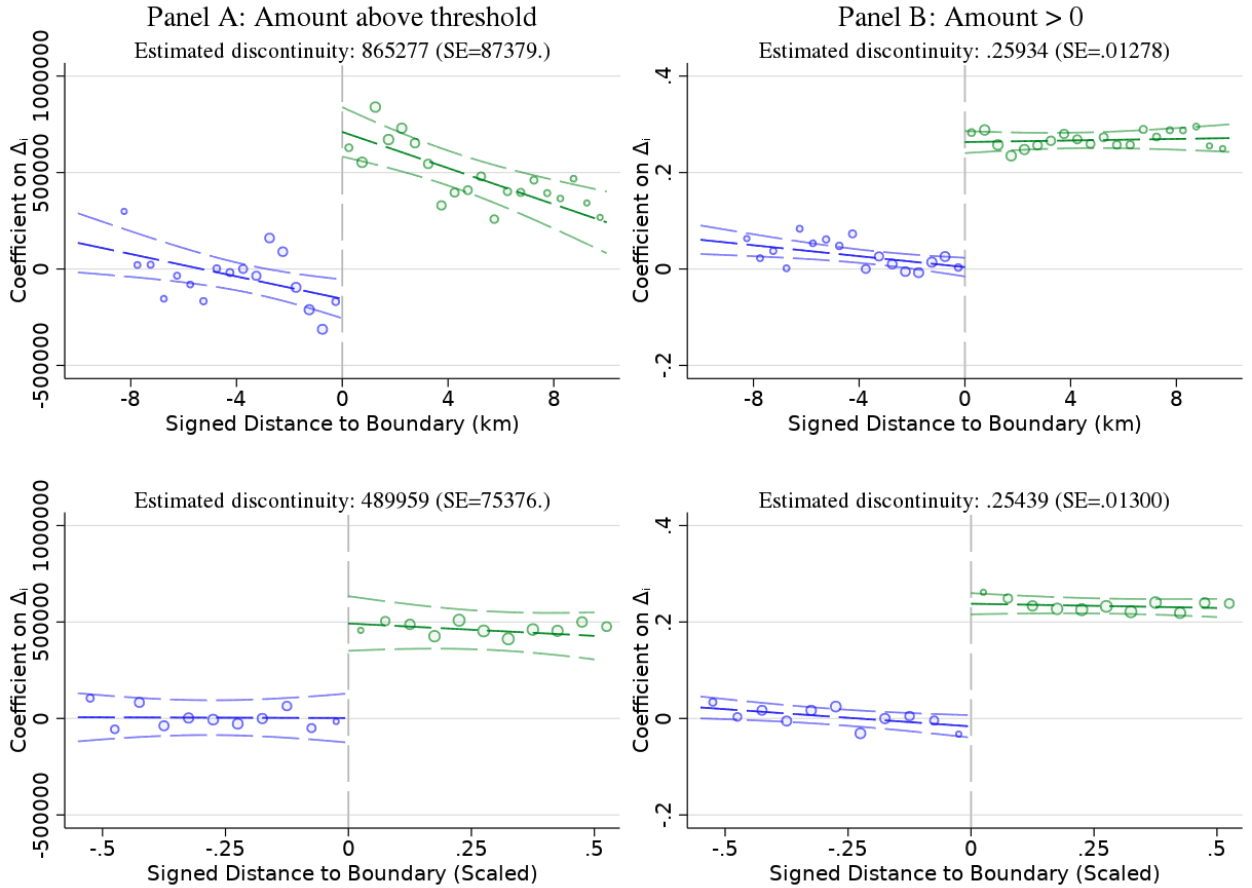 Panel A: Amount above threshold
Estimated discontinuity: 865277 (SE=87379.)
Coefficient on Δᵢ
1000000
500000
0
-500000
-8 -4 0 4 8
Signed Distance to Boundary (km)
Panel B: Amount > 0
Estimated discontinuity: .25934 (SE=.01278)
Coefficient on Δᵢ
.4
.2
0
-.2
-8 -4 0 4 8
Signed Distance to Boundary (km)
Estimated discontinuity: 489959 (SE=75376.)
Coefficient on Δᵢ
1000000
500000
0
-500000
-.5 -.25 0 .25 .5
Signed Distance to Boundary (Scaled)
Estimated discontinuity: .25439 (SE=.01300)
Coefficient on Δᵢ
.4
.2
0
-.2
-.5 -.25 0 .25 .5
Signed Distance to Boundary (Scaled)